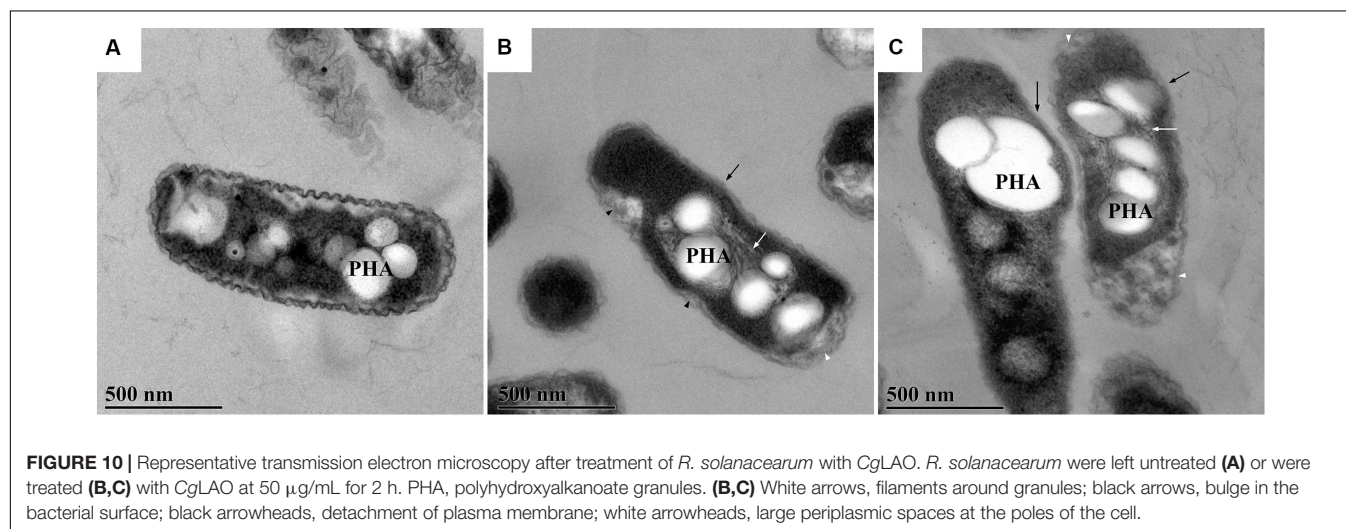 A
B
C
PHA
PHA
PHA
PHA
500 nm
500 nm
500 nm
FIGURE 10 | Representative transmission electron microscopy after treatment of R. solanacearum with CgLAO. R. solanacearum were left untreated (A) or were
treated (B,C) with CgLAO at 50 μg/mL for 2 h. PHA, polyhydroxyalkanoate granules. (B,C) White arrows, filaments around granules; black arrows, bulge in the
bacterial surface; black arrowheads, detachment of plasma membrane; white arrowheads, large periplasmic spaces at the poles of the cell.